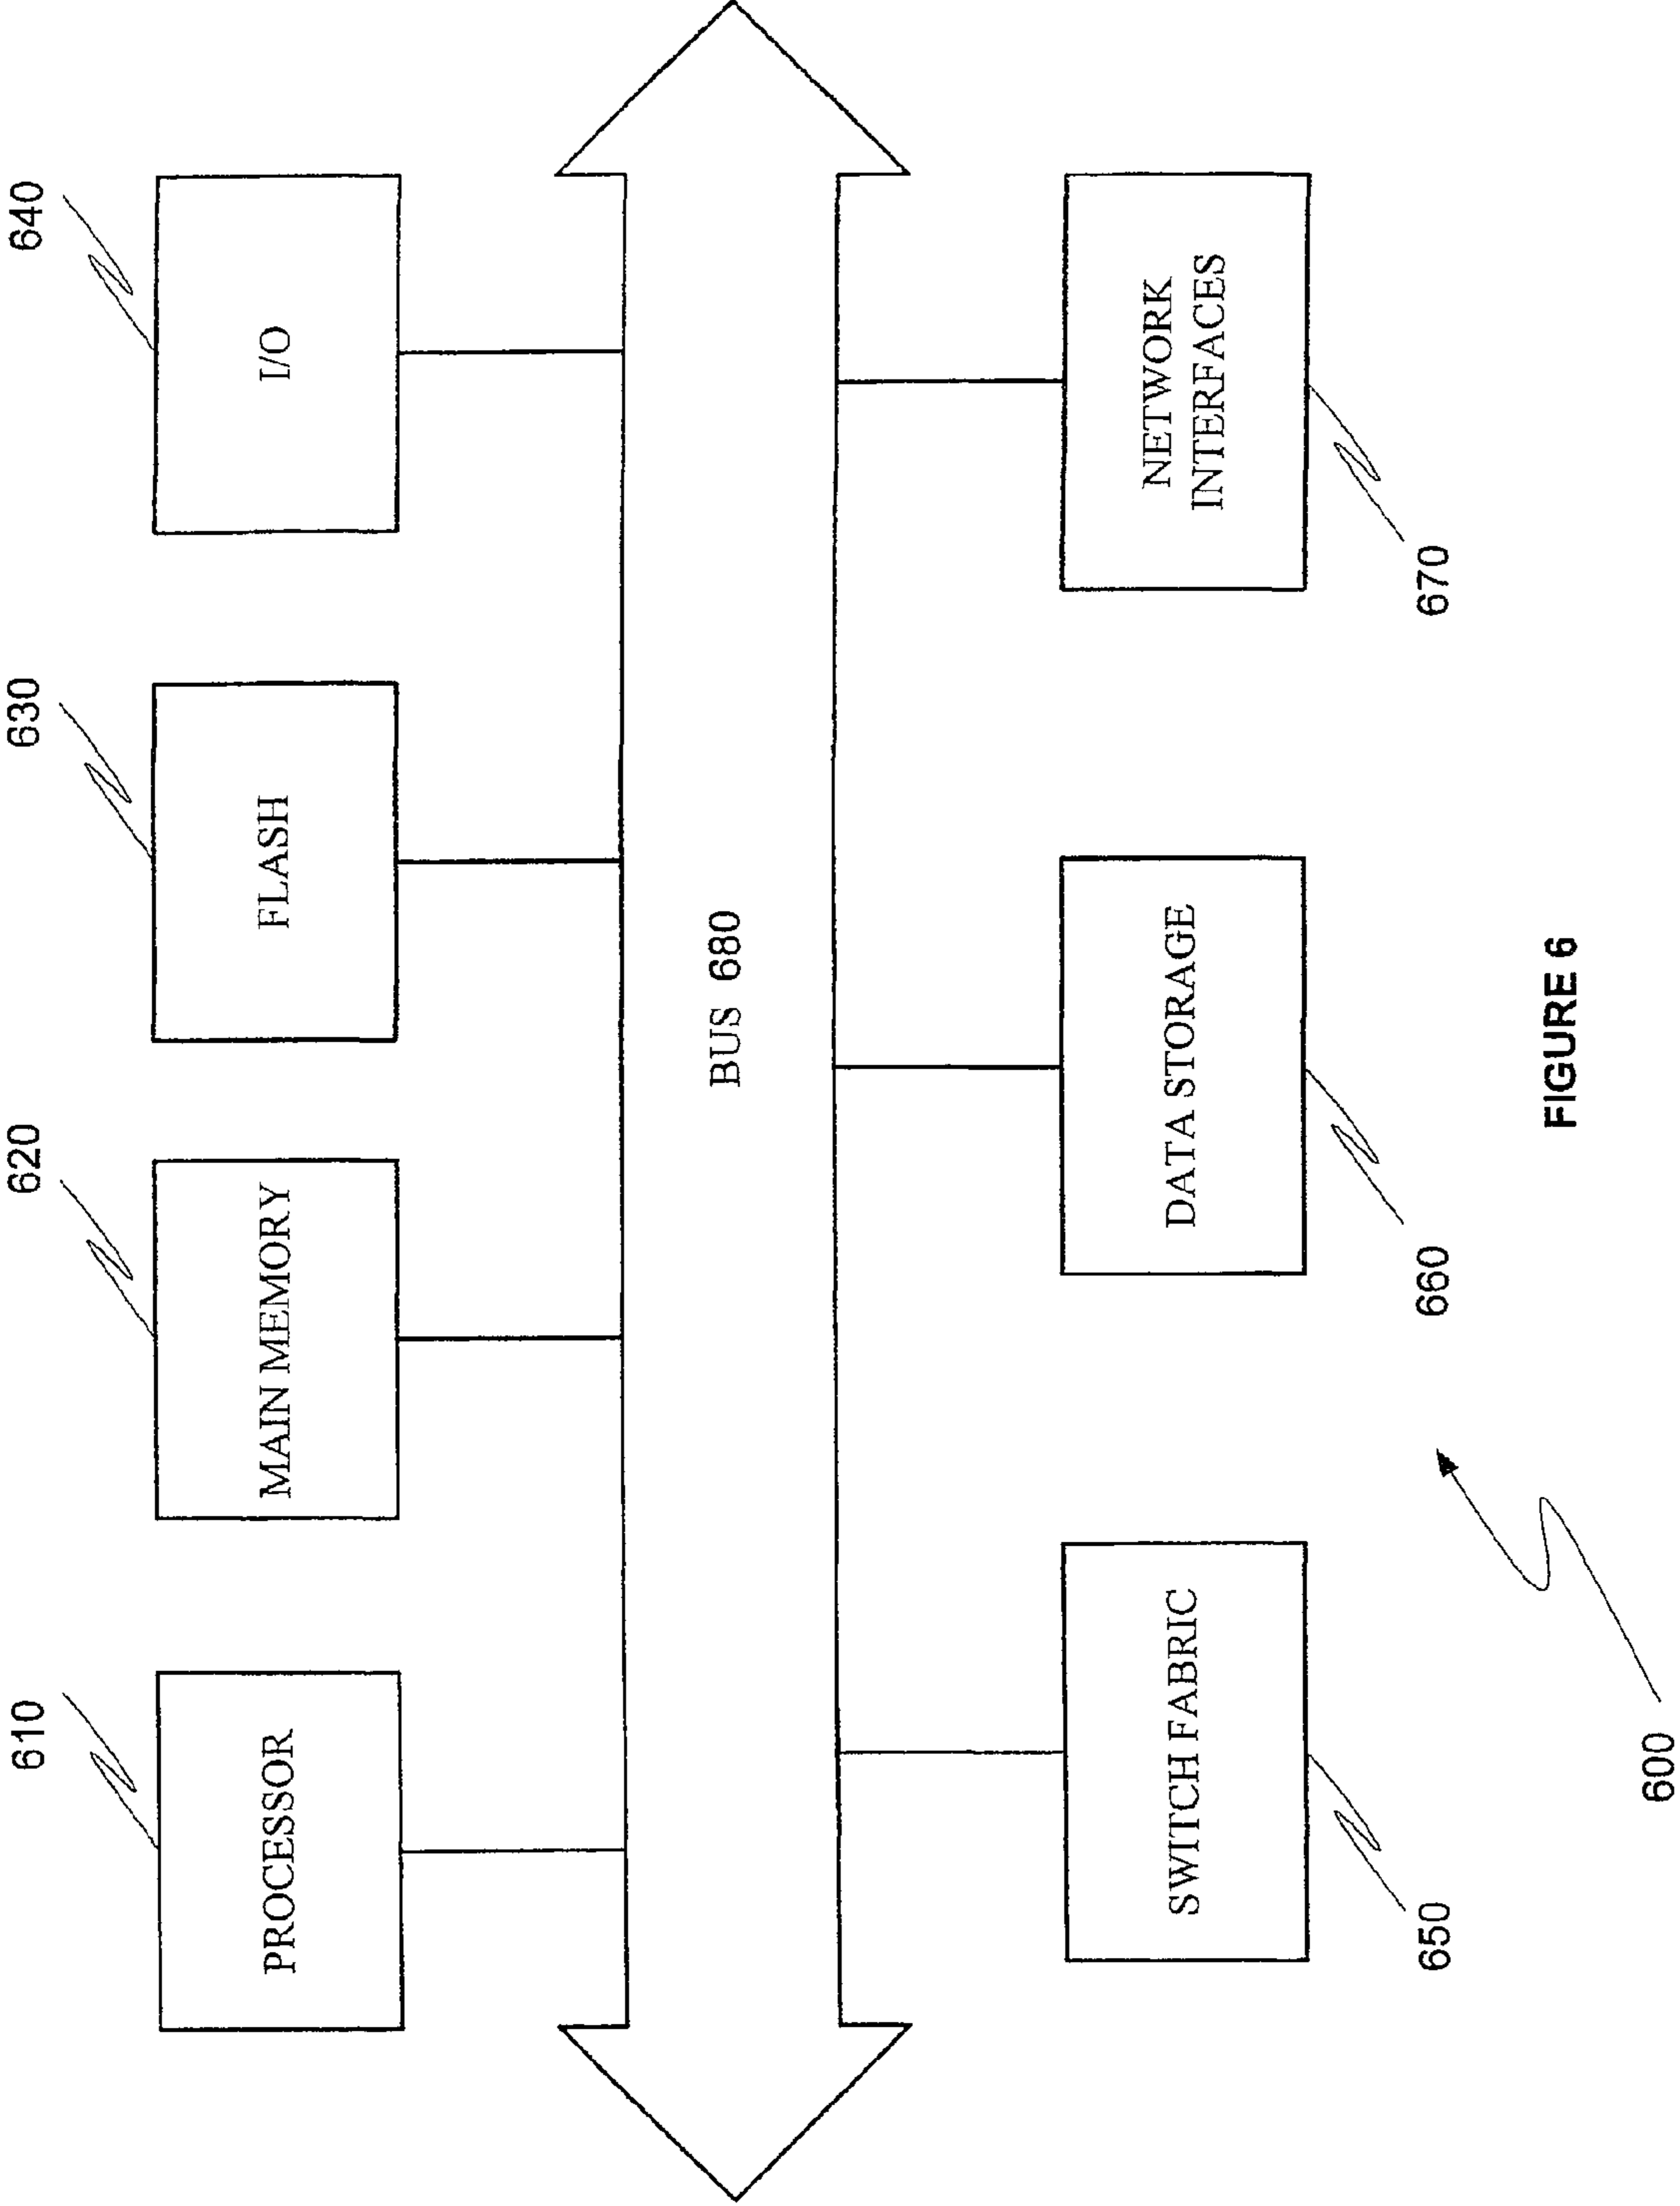 610
620
630
640
PROCESSOR
MAIN MEMORY
FLASH
I/O
BUS 680
SWITCH FABRIC
DATA STORAGE
NETWORK
INTERFACES
650
660
670
FIGURE 6
600